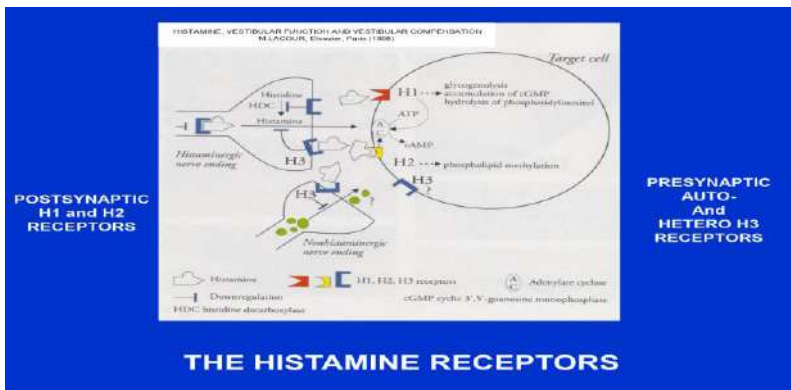 HISTAMINE, VESTIBULAR FUNCTION AND VESTIBULAR COMPENSATION
M.LACOUR, Elsevier, Paris (1998)
Target cell
Histidine
HDC
Histamine
Histaminergic
nerve ending
H3
H1
glycogenolysis
accumulation of cGMP
hydrolysis of phosphatidylinositol
ATP
A
C
cAMP
H2
phospholipid methylation
H3
?
H3
?
Nonhistaminergic
nerve ending
POSTSYNAPTIC
H1 and H2
RECEPTORS
PRESYNAPTIC
AUTO-
And
HETERO H3
RECEPTORS
Histamine
H1, H2, H3 receptors
A
C
Adenylate cyclase
Downregulation
cGMP cyclic 3',5'-guanosine monophosphate
HDC histidine decarboxylase
THE HISTAMINE RECEPTORS